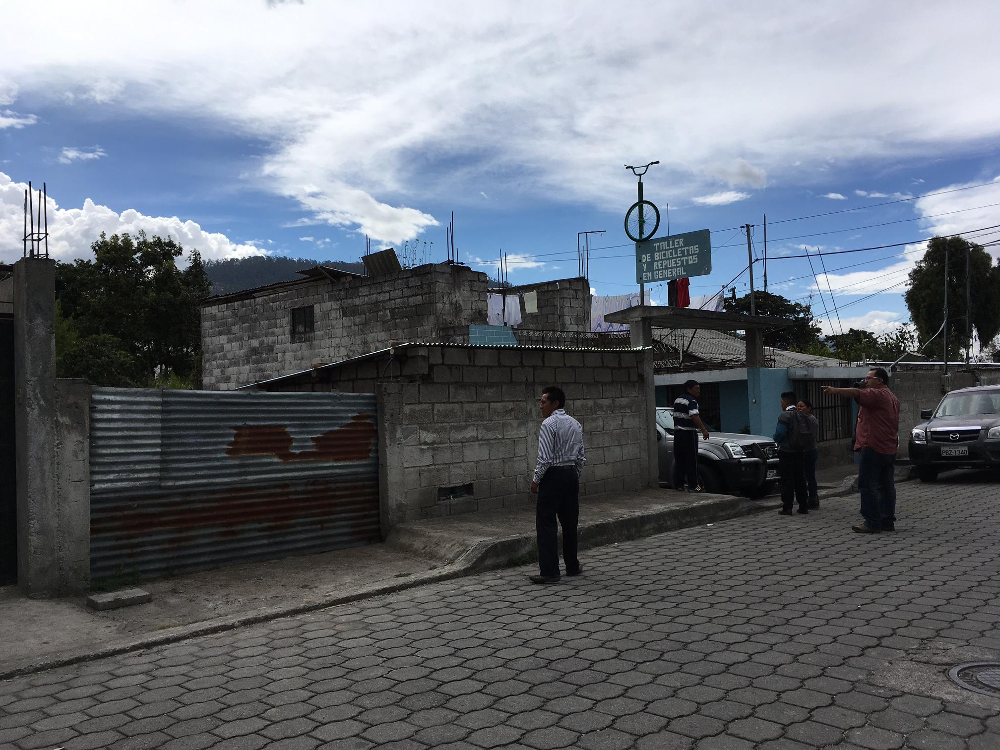 TALLER
DE BICICLETAS
Y REPUESTOS
EN GENERAL
PBZ-1340